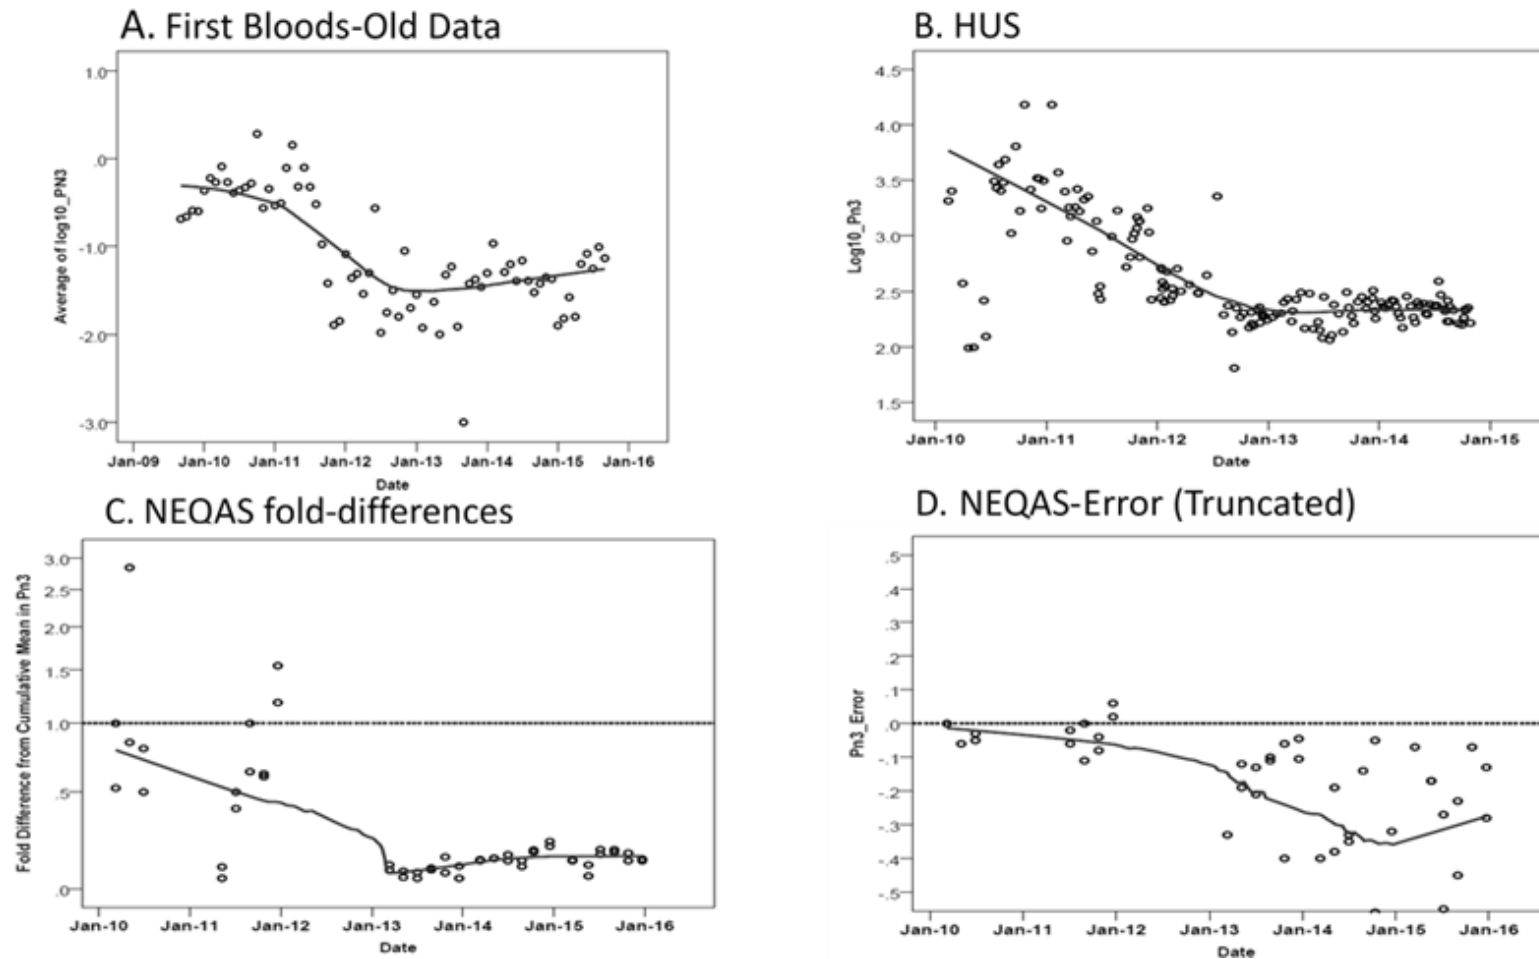 A. First Bloods-Old Data
1.0
.0
-1.0
-2.0
-3.0
Average of log10_PN3
Jan-09 Jan-10 Jan-11 Jan-12 Jan-13 Jan-14 Jan-15 Jan-16
Date
B. HUS
4.5
4.0
3.5
3.0
2.5
2.0
1.5
Log10_Pn3
Jan-10 Jan-11 Jan-12 Jan-13 Jan-14 Jan-15
Date
C. NEQAS fold-differences
3.0
2.5
2.0
1.5
1.0
.5
.0
Fold Difference from Cumulative Mean in Pn3
Jan-10 Jan-11 Jan-12 Jan-13 Jan-14 Jan-15 Jan-16
Date
D. NEQAS-Error (Truncated)
.5
.4
.3
.2
.1
.0
-.1
-.2
-.3
-.4
-.5
Pn3_Error
Jan-10 Jan-11 Jan-12 Jan-13 Jan-14 Jan-15 Jan-16
Date